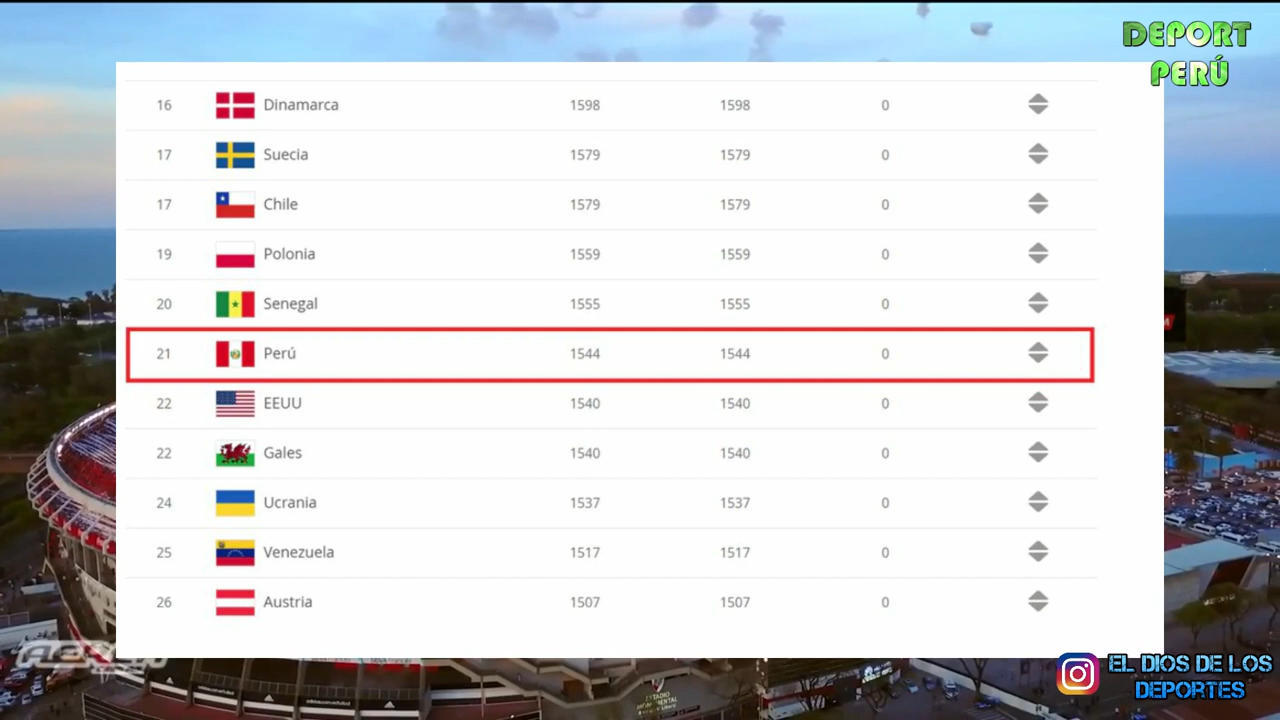 DEPORT
PERÚ
16 Dinamarca 1598 1598 0
17 Suecia 1579 1579 0
17 Chile 1579 1579 0
19 Polonia 1559 1559 0
20 Senegal 1555 1555 0
21 Perú 1544 1544 0
22 EEUU 1540 1540 0
22 Gales 1540 1540 0
24 Ucrania 1537 1537 0
25 Venezuela 1517 1517 0
26 Austria 1507 1507 0
EL DIOS DE LOS
DEPORTES
ESTADIO